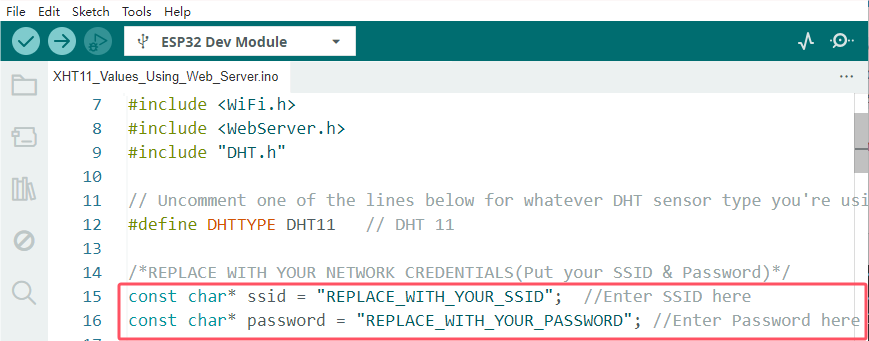 File Edit Sketch Tools Help
ESP32 Dev Module
XHT11_Values_Using_Web_Server.ino
7 #include <WiFi.h>
8 #include <WebServer.h>
9 #include "DHT.h"
10
11 // Uncomment one of the lines below for whatever DHT sensor type you're usi
12 #define DHTTYPE DHT11   // DHT 11
13
14 /*REPLACE WITH YOUR NETWORK CREDENTIALS(Put your SSID & Password)*/
15 const char* ssid = "REPLACE_WITH_YOUR_SSID";  //Enter SSID here
16 const char* password = "REPLACE_WITH_YOUR_PASSWORD"; //Enter Password here